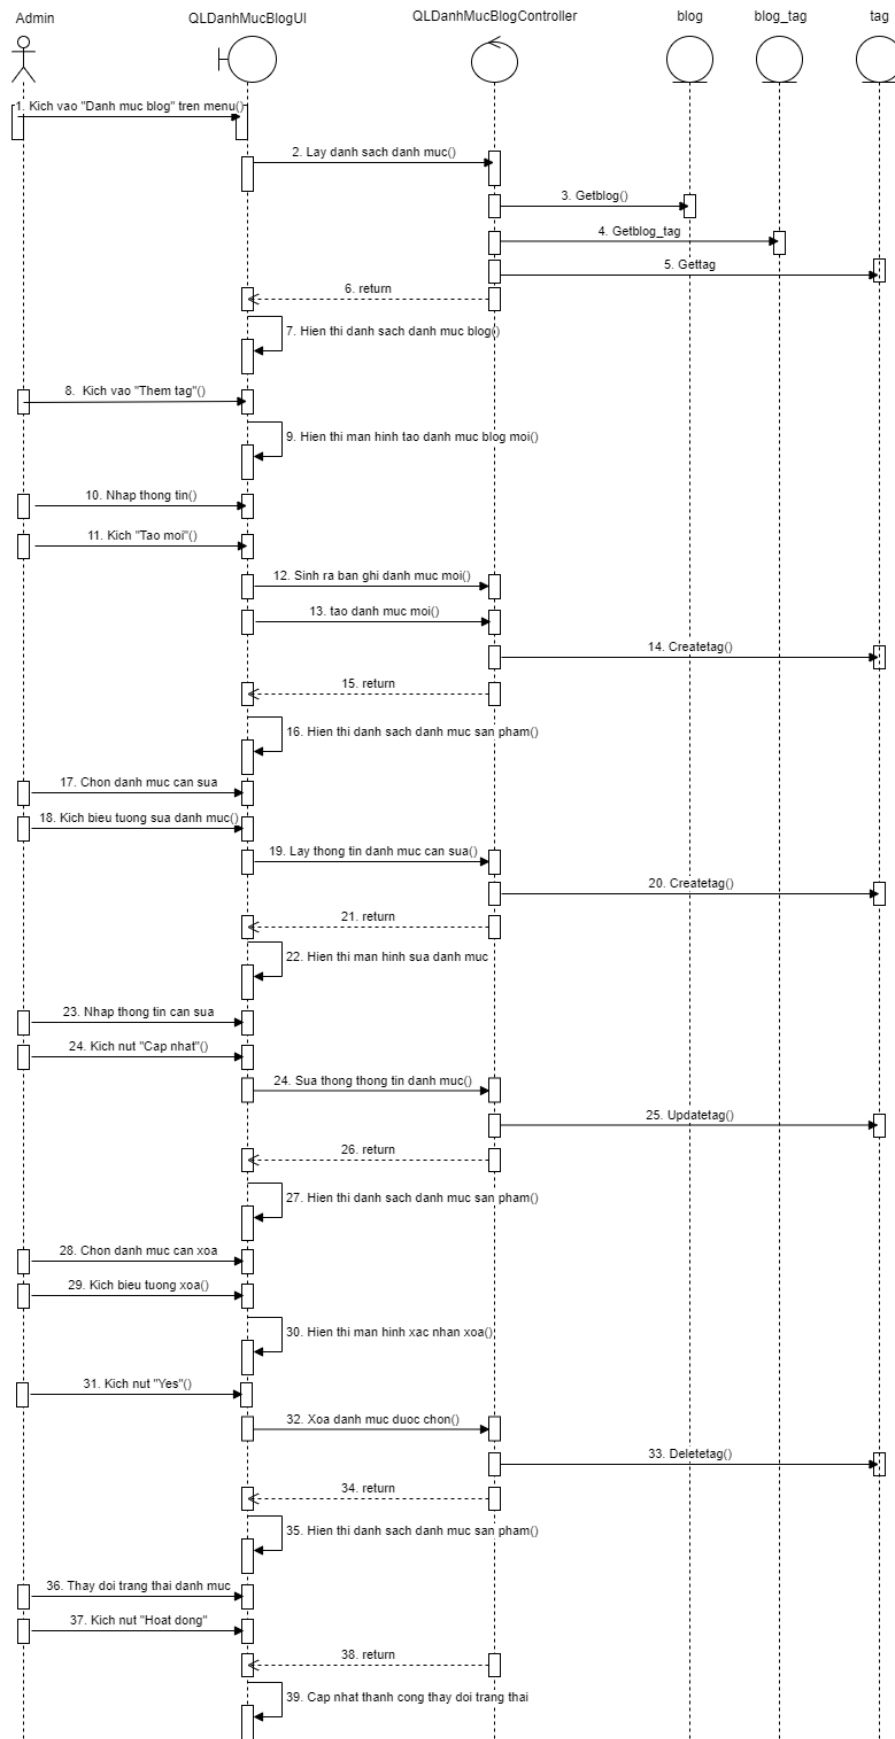 Admin
QLDanhMucBlogUI
QLDanhMucBlogController
blog
blog_tag
tag
1. Kich vao "Danh muc blog" tren menu()
2. Lay danh sach danh muc()
3. Getblog()
4. Getblog_tag
5. Gettag
6. return
7. Hien thi danh sach danh muc blog()
8. Kich vao "Them tag"()
9. Hien thi man hinh tao danh muc blog moi()
10. Nhap thong tin()
11. Kich "Tao moi"()
12. Sinh ra ban ghi danh muc moi()
13. tao danh muc moi()
14. Createtag()
15. return
16. Hien thi danh sach danh muc san pham()
17. Chon danh muc can sua
18. Kich bieu tuong sua danh muc()
19. Lay thong tin danh muc can sua()
20. Createtag()
21. return
22. Hien thi man hinh sua danh muc
23. Nhap thong tin can sua
24. Kich nut "Cap nhat"()
24. Sua thong thong tin danh muc()
25. Updatetag()
26. return
27. Hien thi danh sach danh muc san pham()
28. Chon danh muc can xoa
29. Kich bieu tuong xoa()
30. Hien thi man hinh xac nhan xoa()
31. Kich nut "Yes"()
32. Xoa danh muc duoc chon()
33. Deletetag()
34. return
35. Hien thi danh sach danh muc san pham()
36. Thay doi trang thai danh muc
37. Kich nut "Hoat dong"
38. return
39. Cap nhat thanh cong thay doi trang thai